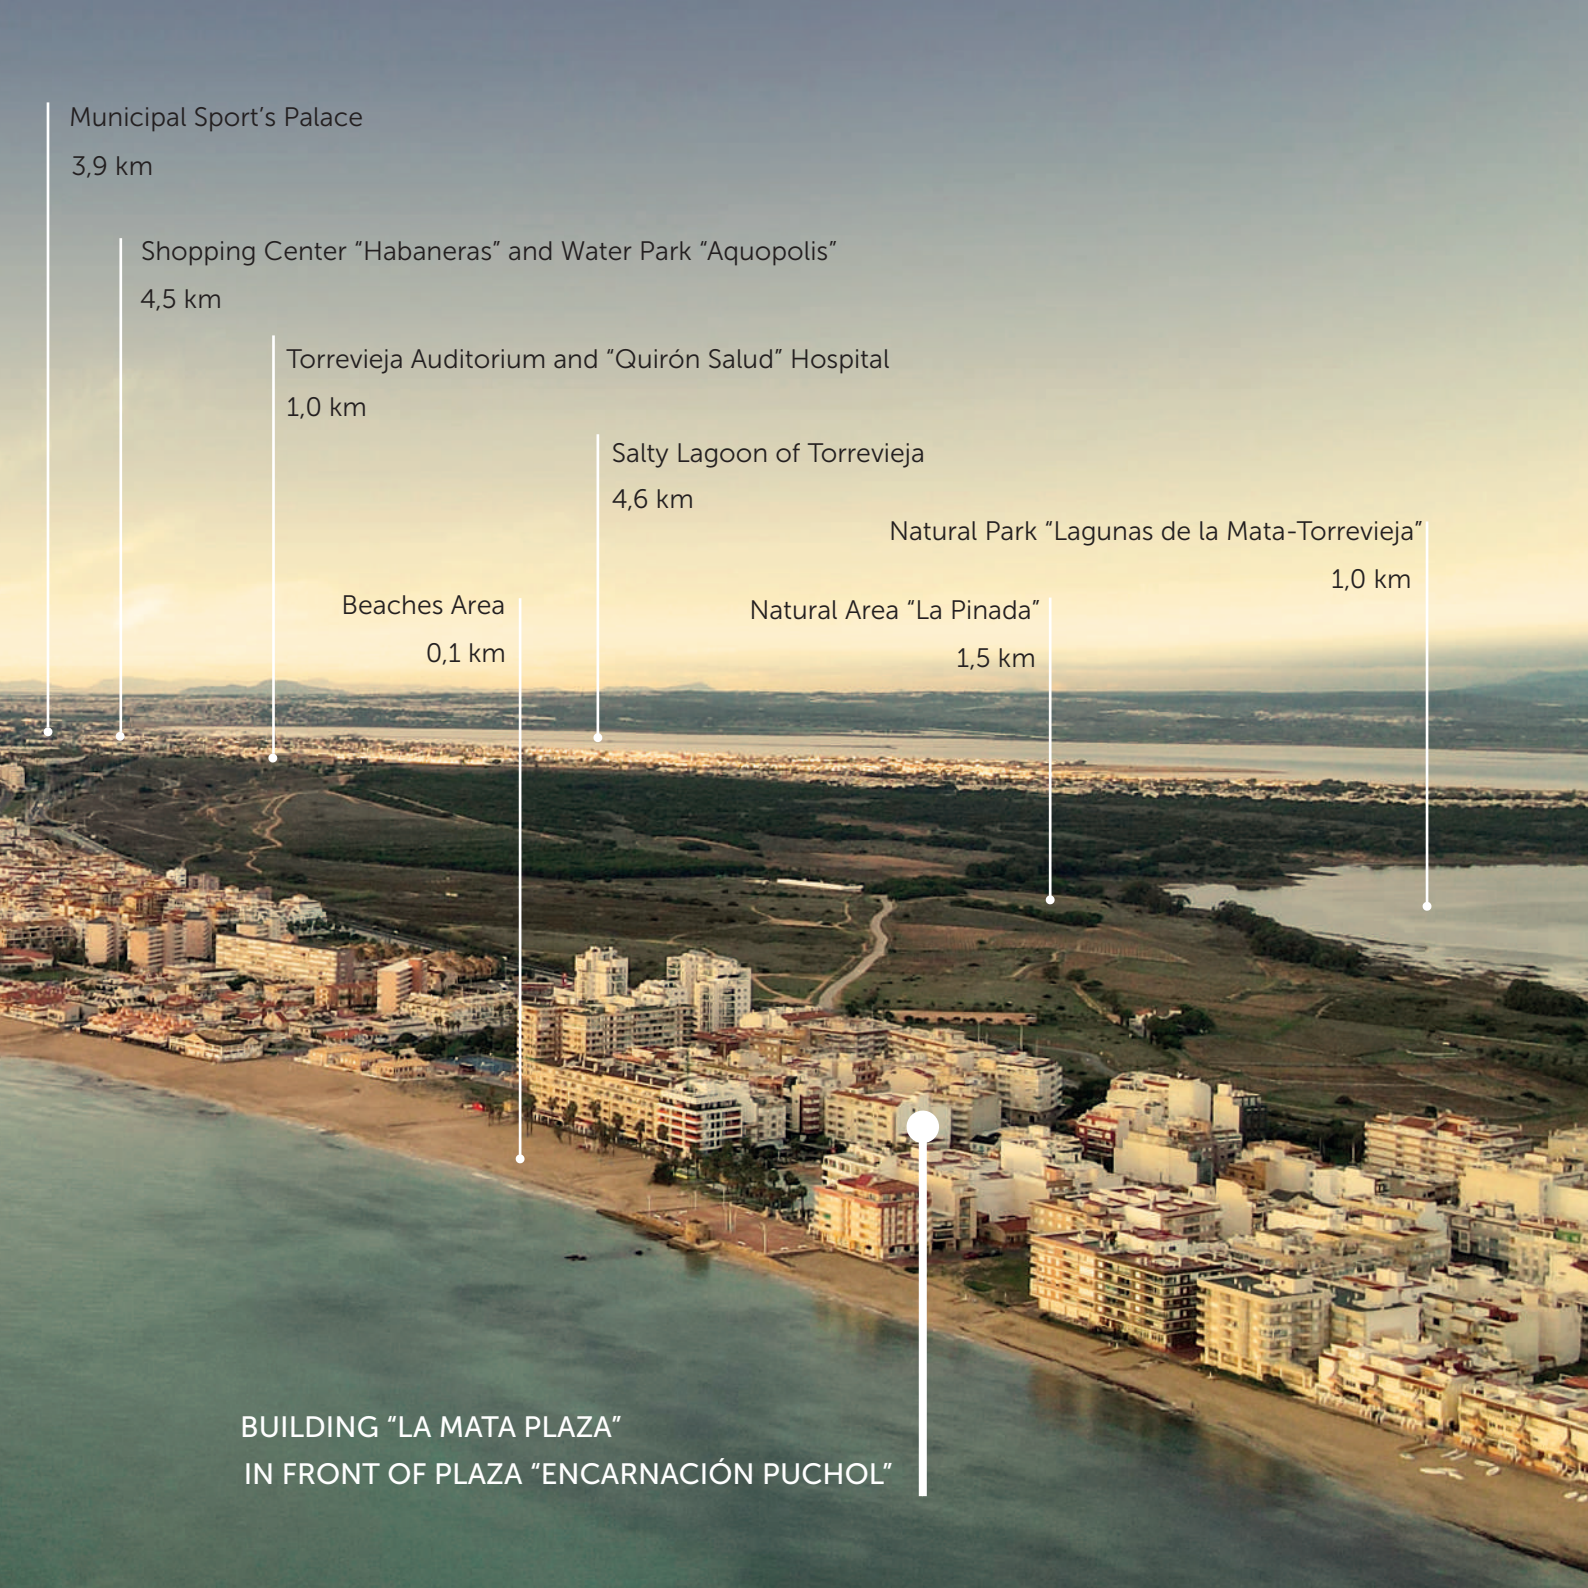 Municipal Sport’s Palace
3,9 km
Shopping Center “Habaneras” and Water Park “Aquopolis”
4,5 km
Torrevieja Auditorium and “Quirón Salud” Hospital
1,0 km
Salty Lagoon of Torrevieja
4,6 km
Natural Park “Lagunas de la Mata-Torrevieja”
1,0 km
Beaches Area
0,1 km
Natural Area “La Pinada”
1,5 km
BUILDING “LA MATA PLAZA”
IN FRONT OF PLAZA “ENCARNACIÓN PUCHOL”